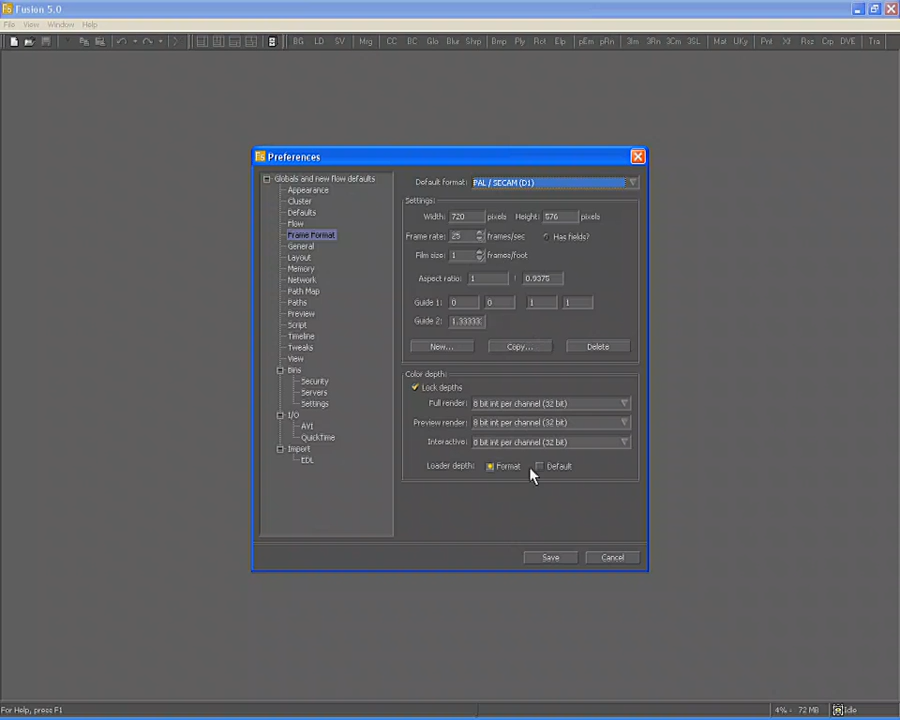 Fusion 5.0
File View Window Help
BG LD SV Mrg CC BC Glo Blur Shrp Bmp Ply Rct Elp pEm pRn 3Im 3Rn 3Cm 3SL Mat UKy Pnt Xf Rsz Crp DVE Tra
Preferences
Globals and new flow defaults
Appearance
Cluster
Defaults
Flow
Frame Format
General
Layout
Memory
Network
Path Map
Paths
Preview
Script
Timeline
Tweaks
View
Bins
Security
Servers
Settings
I/O
AVI
QuickTime
Import
EDL
Default format: PAL / SECAM (D1)
Settings:
Width: 720 pixels Height: 576 pixels
Frame rate: 25 frames/sec Has fields?
Film size: 1 frames/foot
Aspect ratio: 1 : 0.9375
Guide 1: 0 0 1 1
Guide 2: 1.33333
New... Copy... Delete
Color depth:
Lock depths
Full render: 8 bit int per channel (32 bit)
Preview render: 8 bit int per channel (32 bit)
Interactive: 8 bit int per channel (32 bit)
Loader depth: Format Default
Save Cancel
For Help, press F1
4% - 72 MB Idle